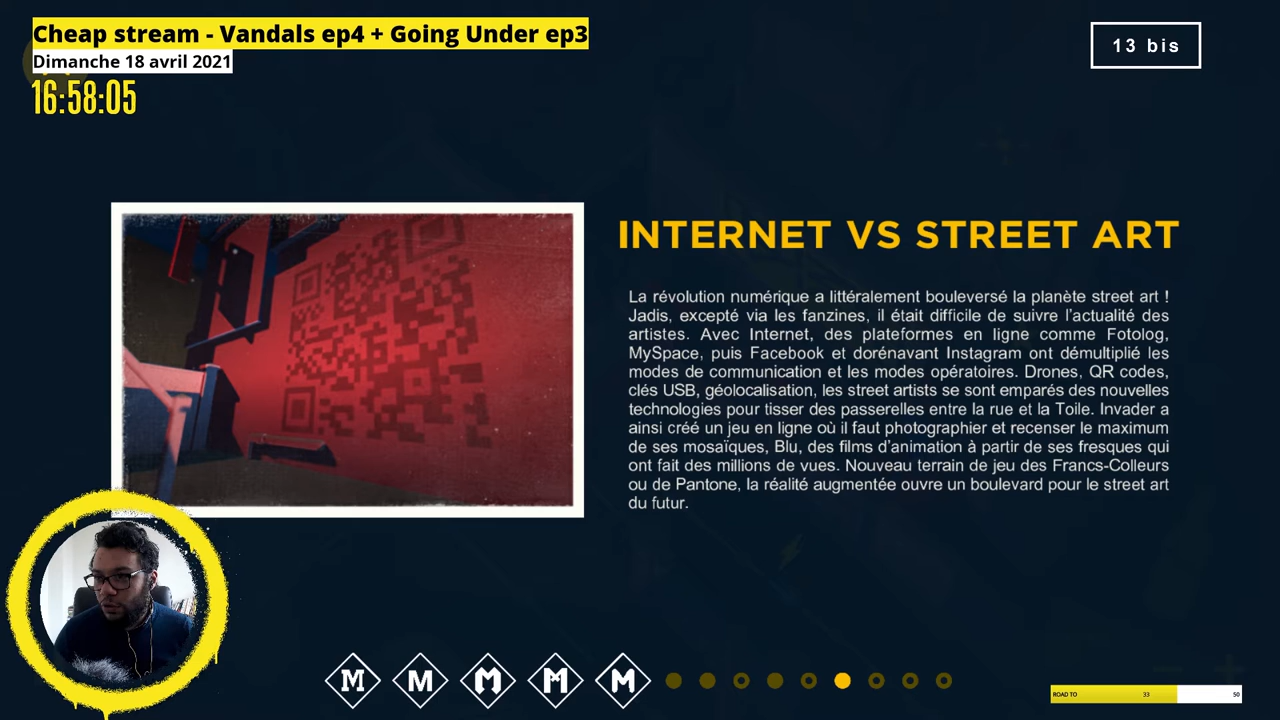 Cheap stream - Vandals ep4 + Going Under ep3
Dimanche 18 avril 2021
16:58:05
13 bis
INTERNET VS STREET ART
La révolution numérique a littéralement bouleversé la planète street art !
Jadis, excepté via les fanzines, il était difficile de suivre l'actualité des
artistes. Avec Internet, des plateformes en ligne comme Fotolog,
MySpace, puis Facebook et dorénavant Instagram ont démultiplié les
modes de communication et les modes opératoires. Drones, QR codes,
clés USB, géolocalisation, les street artists se sont emparés des nouvelles
technologies pour tisser des passerelles entre la rue et la Toile. Invader a
ainsi créé un jeu en ligne où il faut photographier et recenser le maximum
de ses mosaïques, Blu, des films d'animation à partir de ses fresques qui
ont fait des millions de vues. Nouveau terrain de jeu des Francs-Colleurs
ou de Pantone, la réalité augmentée ouvre un boulevard pour le street art
du futur.
M M M M M
ROAD TO 33 50